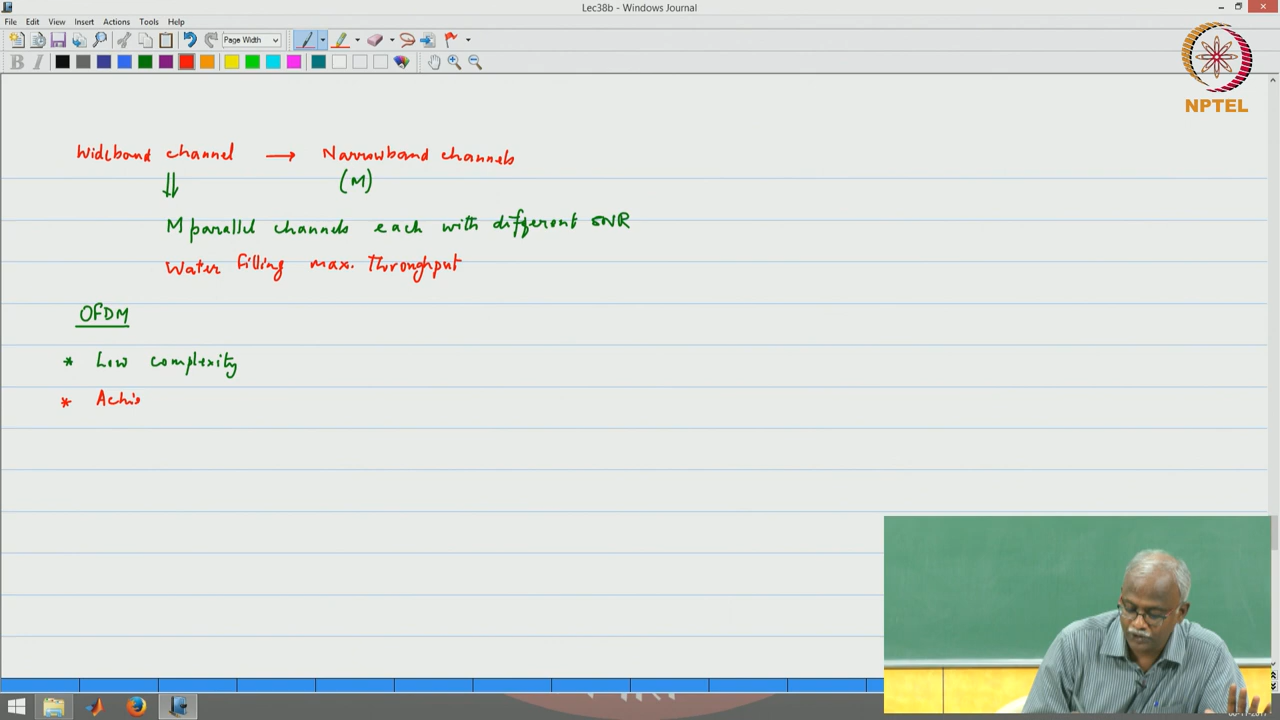 Lec38b - Windows Journal
File Edit View Insert Actions Tools Help
Page Width
NPTEL
Wideband channel → Narrowband channels
⇓ (M)
M parallel channels each with different SNR
Water filling max. Throughput
OFDM
* Low complexity
* Achie